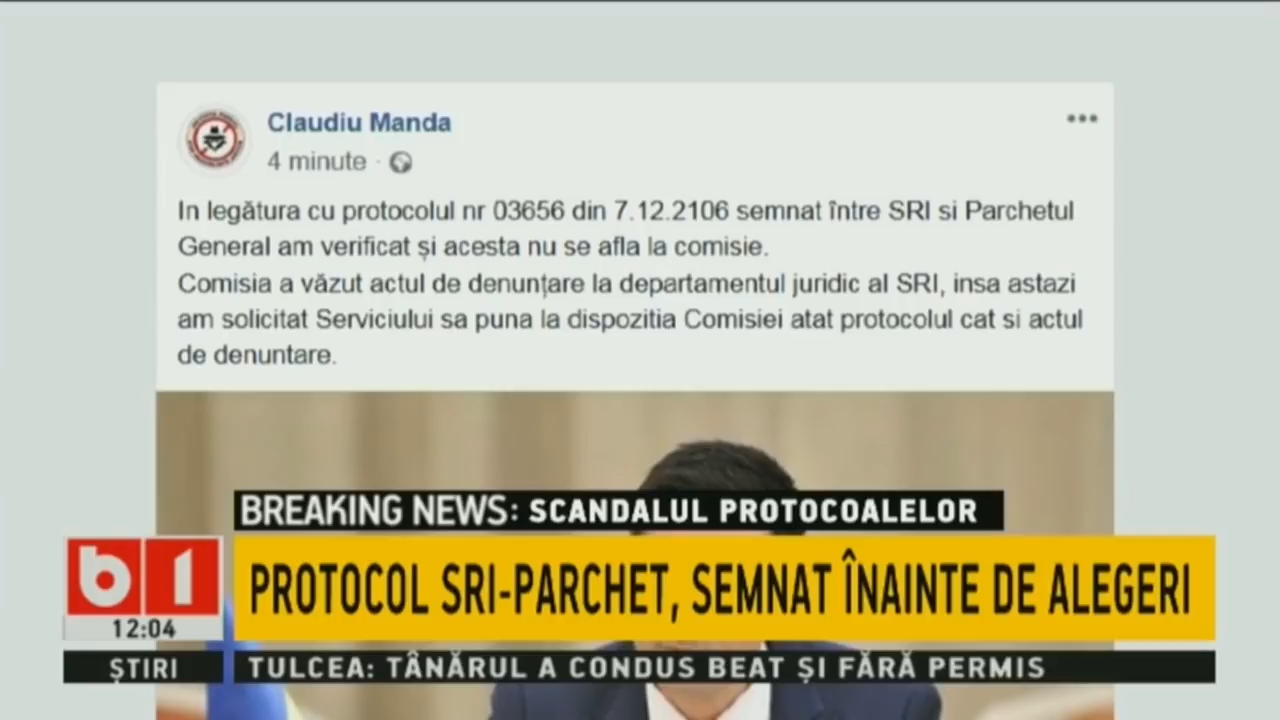 Claudiu Manda
4 minute
In legătura cu protocolul nr 03656 din 7.12.2106 semnat între SRI si Parchetul
General am verificat și acesta nu se afla la comisie.
Comisia a văzut actul de denunțare la departamentul juridic al SRI, insa astazi
am solicitat Serviciului sa puna la dispozitia Comisiei atat protocolul cat si actul
de denuntare.
BREAKING NEWS: SCANDALUL PROTOCOALELOR
b1
PROTOCOL SRI-PARCHET, SEMNAT ÎNAINTE DE ALEGERI
12:04
ȘTIRI
TULCEA: TÂNĂRUL A CONDUS BEAT ȘI FĂRĂ PERMIS